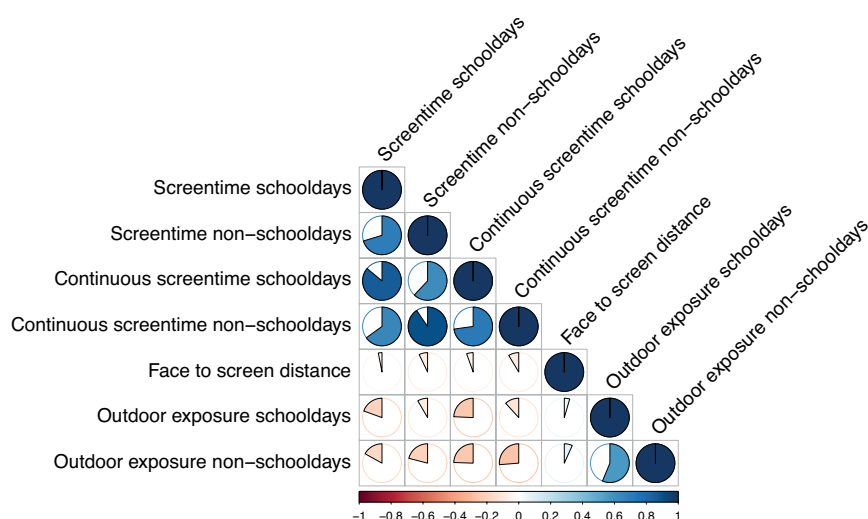 Screentime schooldays
Screentime non−schooldays
Continuous screentime schooldays
Continuous screentime non−schooldays
Face to screen distance
Outdoor exposure schooldays
Outdoor exposure non−schooldays
Screentime schooldays
Screentime non−schooldays
Continuous screentime schooldays
Continuous screentime non−schooldays
Face to screen distance
Outdoor exposure schooldays
Outdoor exposure non−schooldays
−1 −0.8 −0.6 −0.4 −0.2 0 0.2 0.4 0.6 0.8 1